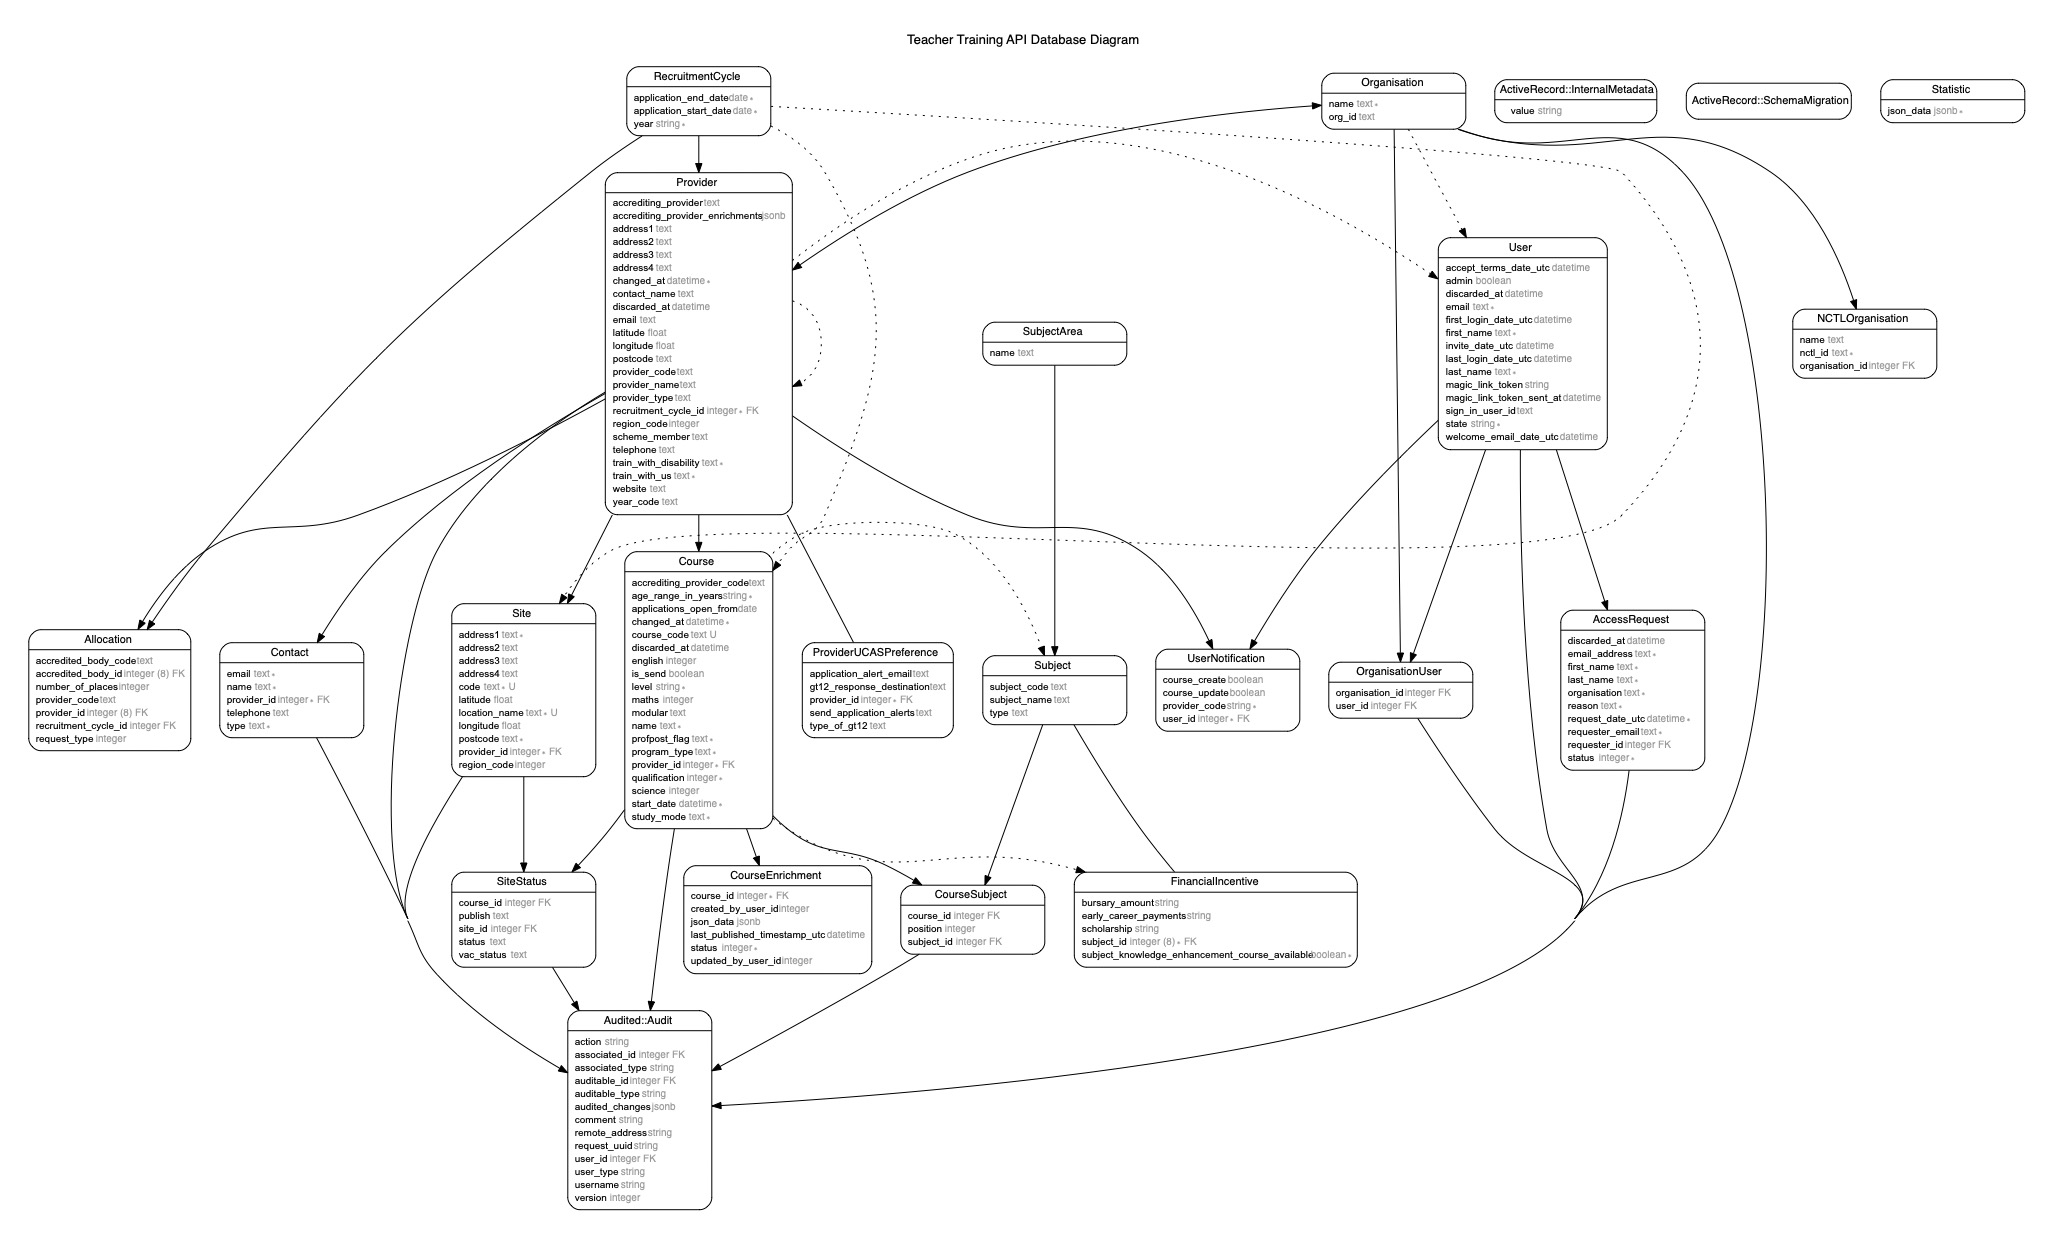 Teacher Training API Database Diagram
RecruitmentCycle
application_end_date date ∗
application_start_date date ∗
year string ∗
Organisation
name text ∗
org_id text
ActiveRecord::InternalMetadata
value string
ActiveRecord::SchemaMigration
Statistic
json_data jsonb ∗
Provider
accrediting_provider text
accrediting_provider_enrichments jsonb
address1 text
address2 text
address3 text
address4 text
changed_at datetime ∗
contact_name text
discarded_at datetime
email text
latitude float
longitude float
postcode text
provider_code text
provider_name text
provider_type text
recruitment_cycle_id integer ∗ FK
region_code integer
scheme_member text
telephone text
train_with_disability text ∗
train_with_us text ∗
website text
year_code text
User
accept_terms_date_utc datetime
admin boolean
discarded_at datetime
email text ∗
first_login_date_utc datetime
first_name text ∗
invite_date_utc datetime
last_login_date_utc datetime
last_name text ∗
magic_link_token string
magic_link_token_sent_at datetime
sign_in_user_id text
state string ∗
welcome_email_date_utc datetime
SubjectArea
name text
NCTLOrganisation
name text
nctl_id text ∗
organisation_id integer FK
Allocation
accredited_body_code text
accredited_body_id integer (8) FK
number_of_places integer
provider_code text
provider_id integer (8) FK
recruitment_cycle_id integer FK
request_type integer
Contact
email text ∗
name text ∗
provider_id integer ∗ FK
telephone text
type text ∗
Site
address1 text ∗
address2 text
address3 text
address4 text
code text ∗ U
latitude float
location_name text ∗ U
longitude float
postcode text ∗
provider_id integer ∗ FK
region_code integer
Course
accrediting_provider_code text
age_range_in_years string ∗
applications_open_from date
changed_at datetime ∗
course_code text U
discarded_at datetime
english integer
is_send boolean
level string ∗
maths integer
modular text
name text ∗
profpost_flag text ∗
program_type text ∗
provider_id integer ∗ FK
qualification integer ∗
science integer
start_date datetime ∗
study_mode text ∗
ProviderUCASPreference
application_alert_email text
gt12_response_destination text
provider_id integer ∗ FK
send_application_alerts text
type_of_gt12 text
Subject
subject_code text
subject_name text
type text
UserNotification
course_create boolean
course_update boolean
provider_code string ∗
user_id integer ∗ FK
OrganisationUser
organisation_id integer FK
user_id integer FK
AccessRequest
discarded_at datetime
email_address text ∗
first_name text ∗
last_name text ∗
organisation text ∗
reason text ∗
request_date_utc datetime ∗
requester_email text ∗
requester_id integer FK
status integer ∗
SiteStatus
course_id integer FK
publish text
site_id integer FK
status text
vac_status text
CourseEnrichment
course_id integer ∗ FK
created_by_user_id integer
json_data jsonb
last_published_timestamp_utc datetime
status integer ∗
updated_by_user_id integer
CourseSubject
course_id integer FK
position integer
subject_id integer FK
FinancialIncentive
bursary_amount string
early_career_payments string
scholarship string
subject_id integer (8) ∗ FK
subject_knowledge_enhancement_course_available boolean ∗
Audited::Audit
action string
associated_id integer FK
associated_type string
auditable_id integer FK
auditable_type string
audited_changes jsonb
comment string
remote_address string
request_uuid string
user_id integer FK
user_type string
username string
version integer